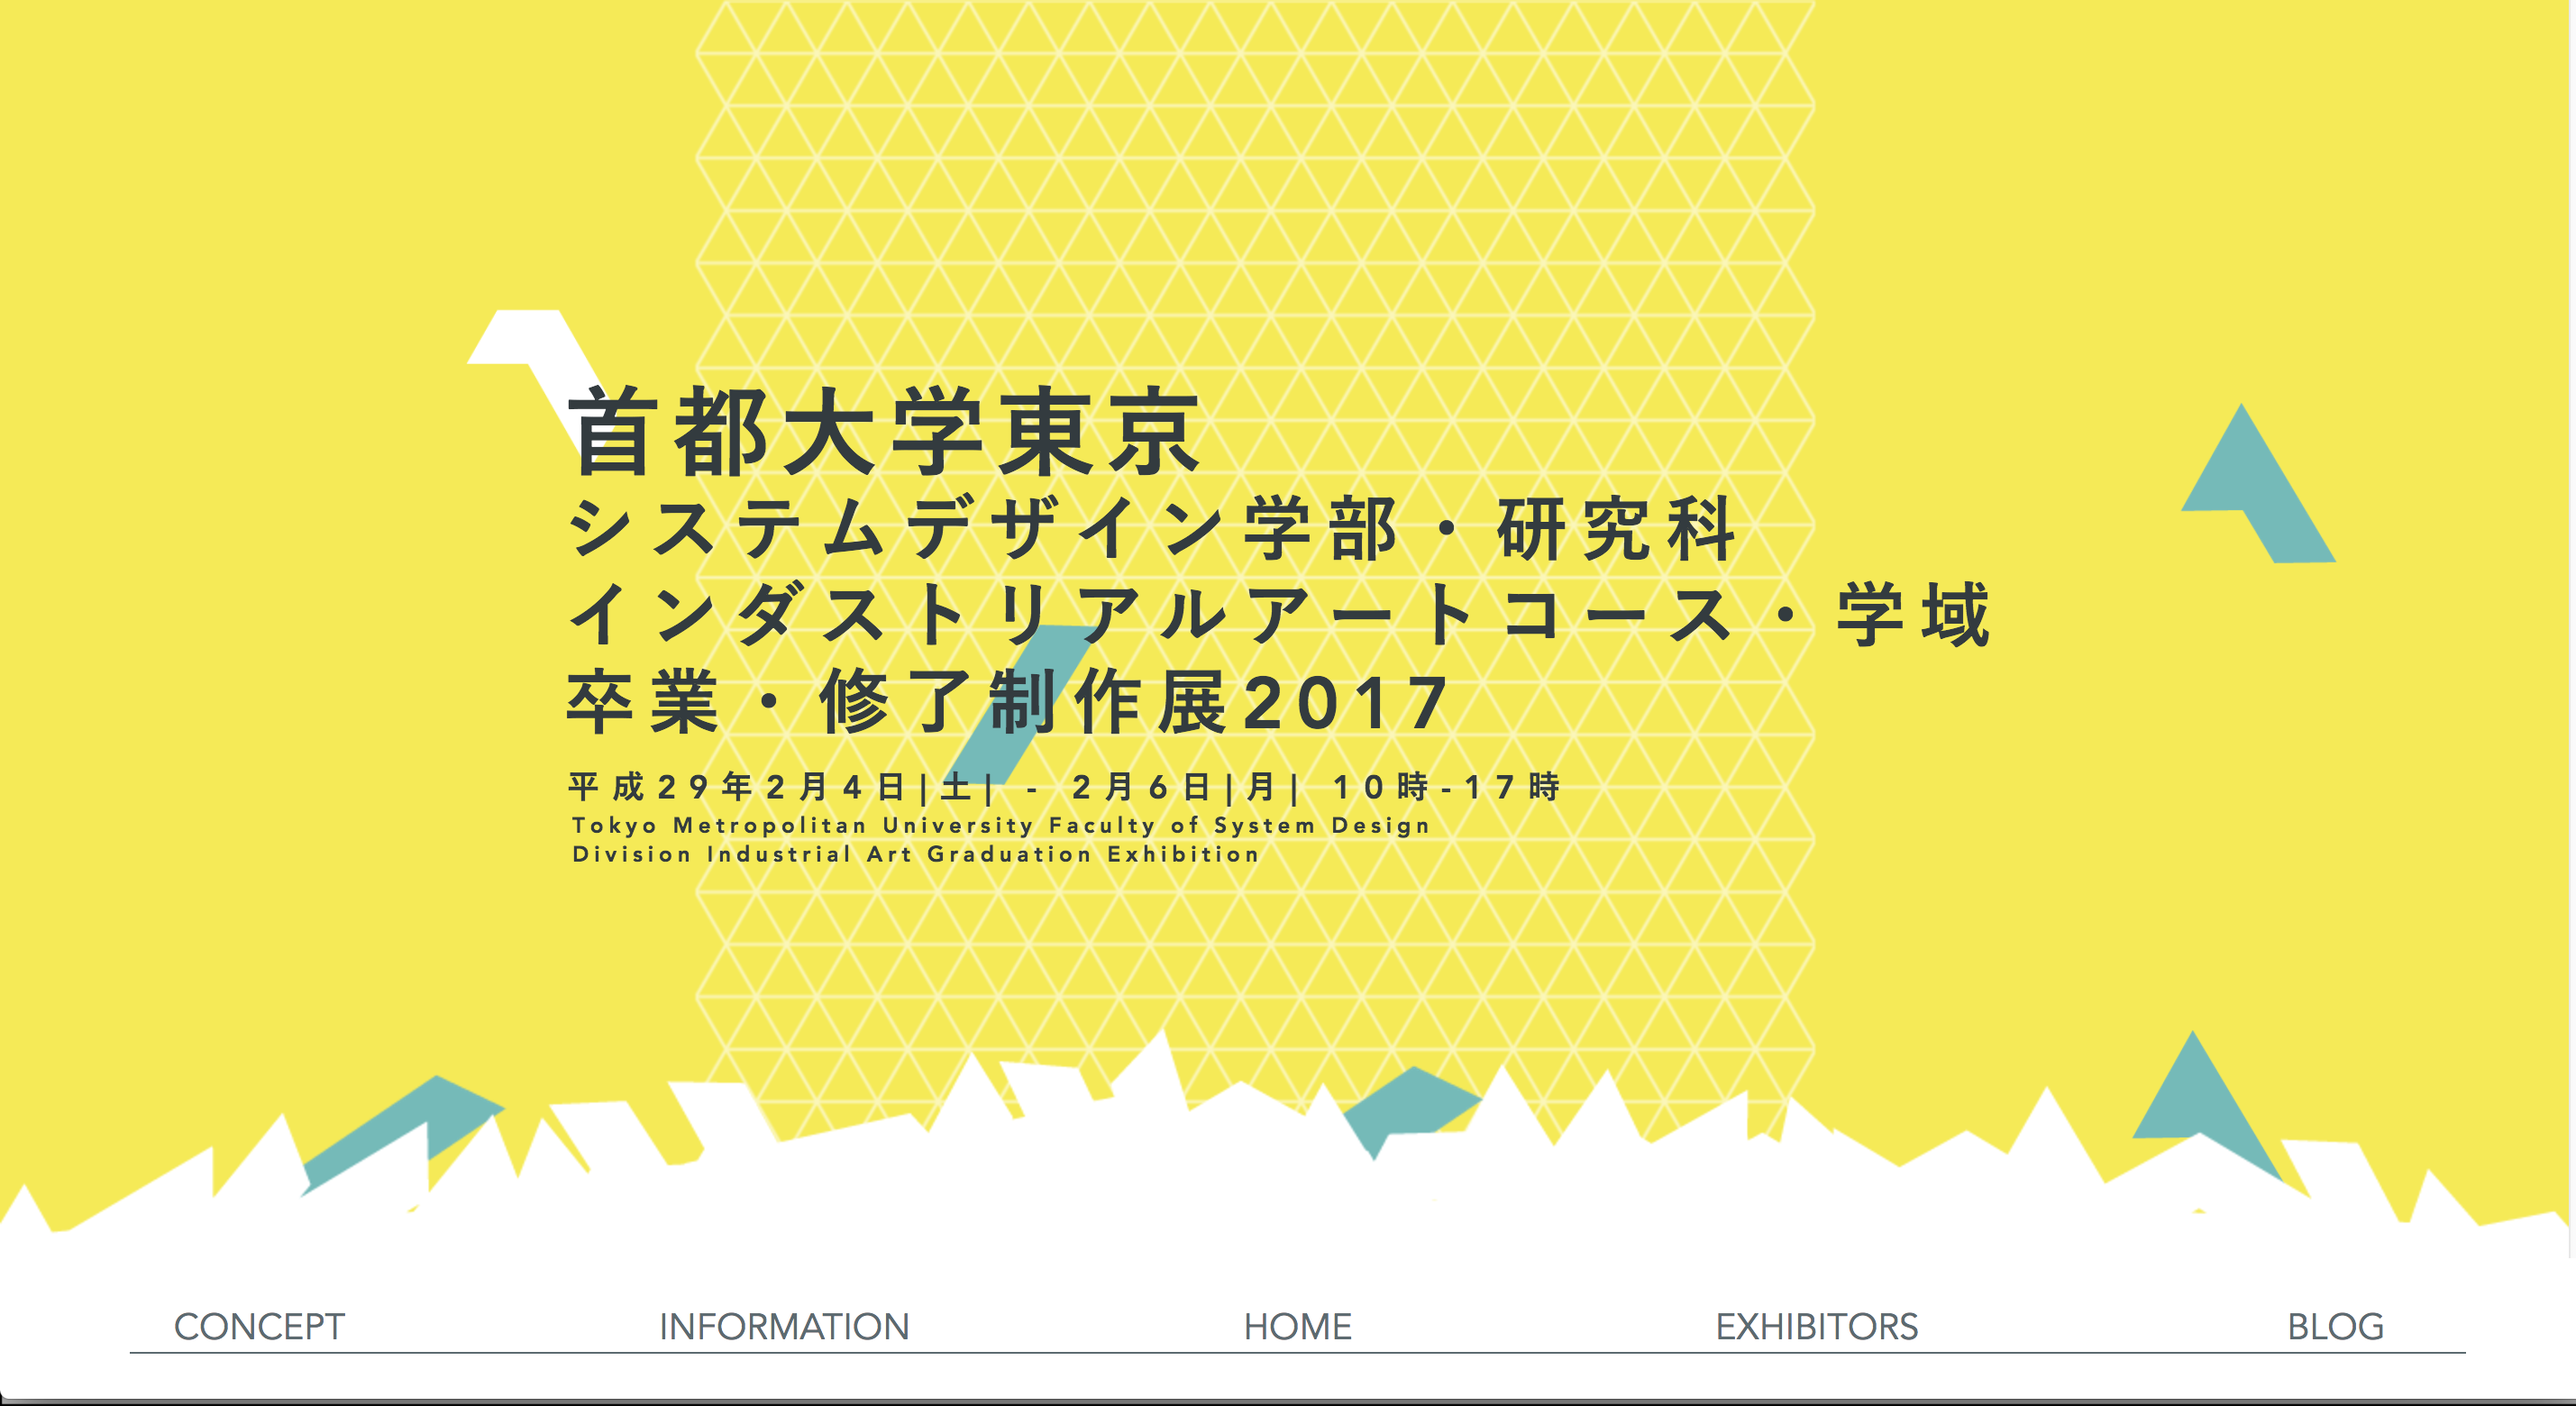 首都大学東京
システムデザイン学部・研究科
インダストリアルアートコース・学域
卒業・修了制作展2017
平成29年2月4日|土| - 2月6日|月| 10時-17時
Tokyo Metropolitan University Faculty of System Design
Division Industrial Art Graduation Exhibition
CONCEPT INFORMATION HOME EXHIBITORS BLOG